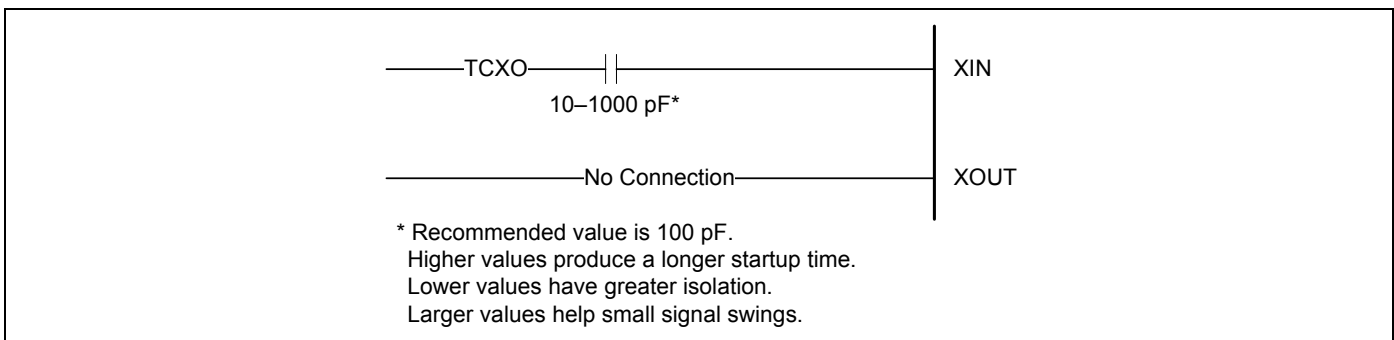 TCXO
XIN
10–1000 pF*
No Connection
XOUT
* Recommended value is 100 pF.
Higher values produce a longer startup time.
Lower values have greater isolation.
Larger values help small signal swings.